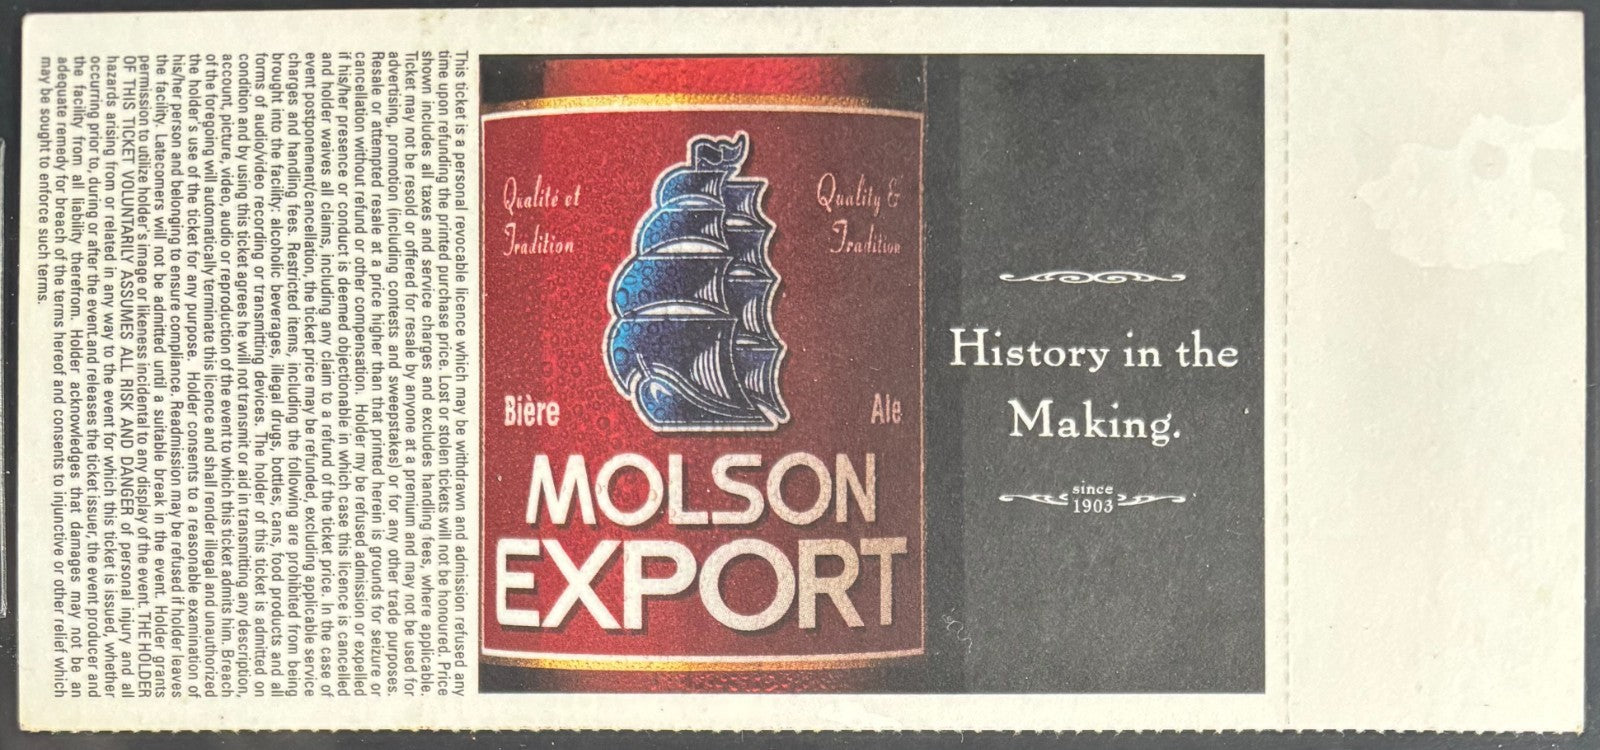 This ticket is a personal revocable licence which may be withdrawn and admission refused any
time upon refunding the printed purchase price. Lost or stolen tickets will not be honoured. Price
shown includes all taxes and service charges and excludes handling fees, where applicable.
Ticket may not be resold or offered for resale by anyone at a premium and may not be used for
advertising, promotion (including contests and sweepstakes) or for any other trade purposes.
Resale or attempted resale at a price higher than that printed herein is grounds for seizure or
cancellation without refund or other compensation. Holder my be refused admission or expelled
if his/her presence or conduct is deemed objectionable in which case this licence is cancelled
and holder waives all claims, including any claim to a refund of the ticket price. In the case of
event postponement/cancellation, the ticket price may be refunded, excluding applicable service
charges and handling fees. Restricted items, including the following are prohibited from being
brought into the facility: alcoholic beverages, illegal drugs, bottles, cans, food products and all
forms of audio/video recording or transmitting devices. The holder of this ticket is admitted on
condition and by using this ticket agrees he will not transmit or aid in transmitting any description,
account, picture, video, audio or reproduction of the event to which this ticket admits him. Breach
of the foregoing will automatically terminate this licence and shall render illegal and unauthorized
the holder's use of the ticket for any purpose. Holder consents to a reasonable examination of
his/her person and belonging to ensure compliance. Readmission may be refused if holder leaves
the facility. Latecomers will not be admitted until a suitable break in the event. Holder grants
permission to utilize holder's image or likeness incidental to any display of the event. THE HOLDER
OF THIS TICKET VOLUNTARILY ASSUMES ALL RISK AND DANGER of personal injury and all
hazards arising from or related in any way to the event for which this ticket is issued, whether
occurring prior to, during or after the event and releases the ticket issuer, the event producer and
the facility from all liability therefrom. Holder acknowledges that damages may not be an
adequate remedy for breach of the terms hereof and consents to injunctive or other relief which
may be sought to enforce such terms.
Qualité et
Tradition
Quality &
Tradition
Bière
Ale
MOLSON
EXPORT
History in the
Making.
since
1903